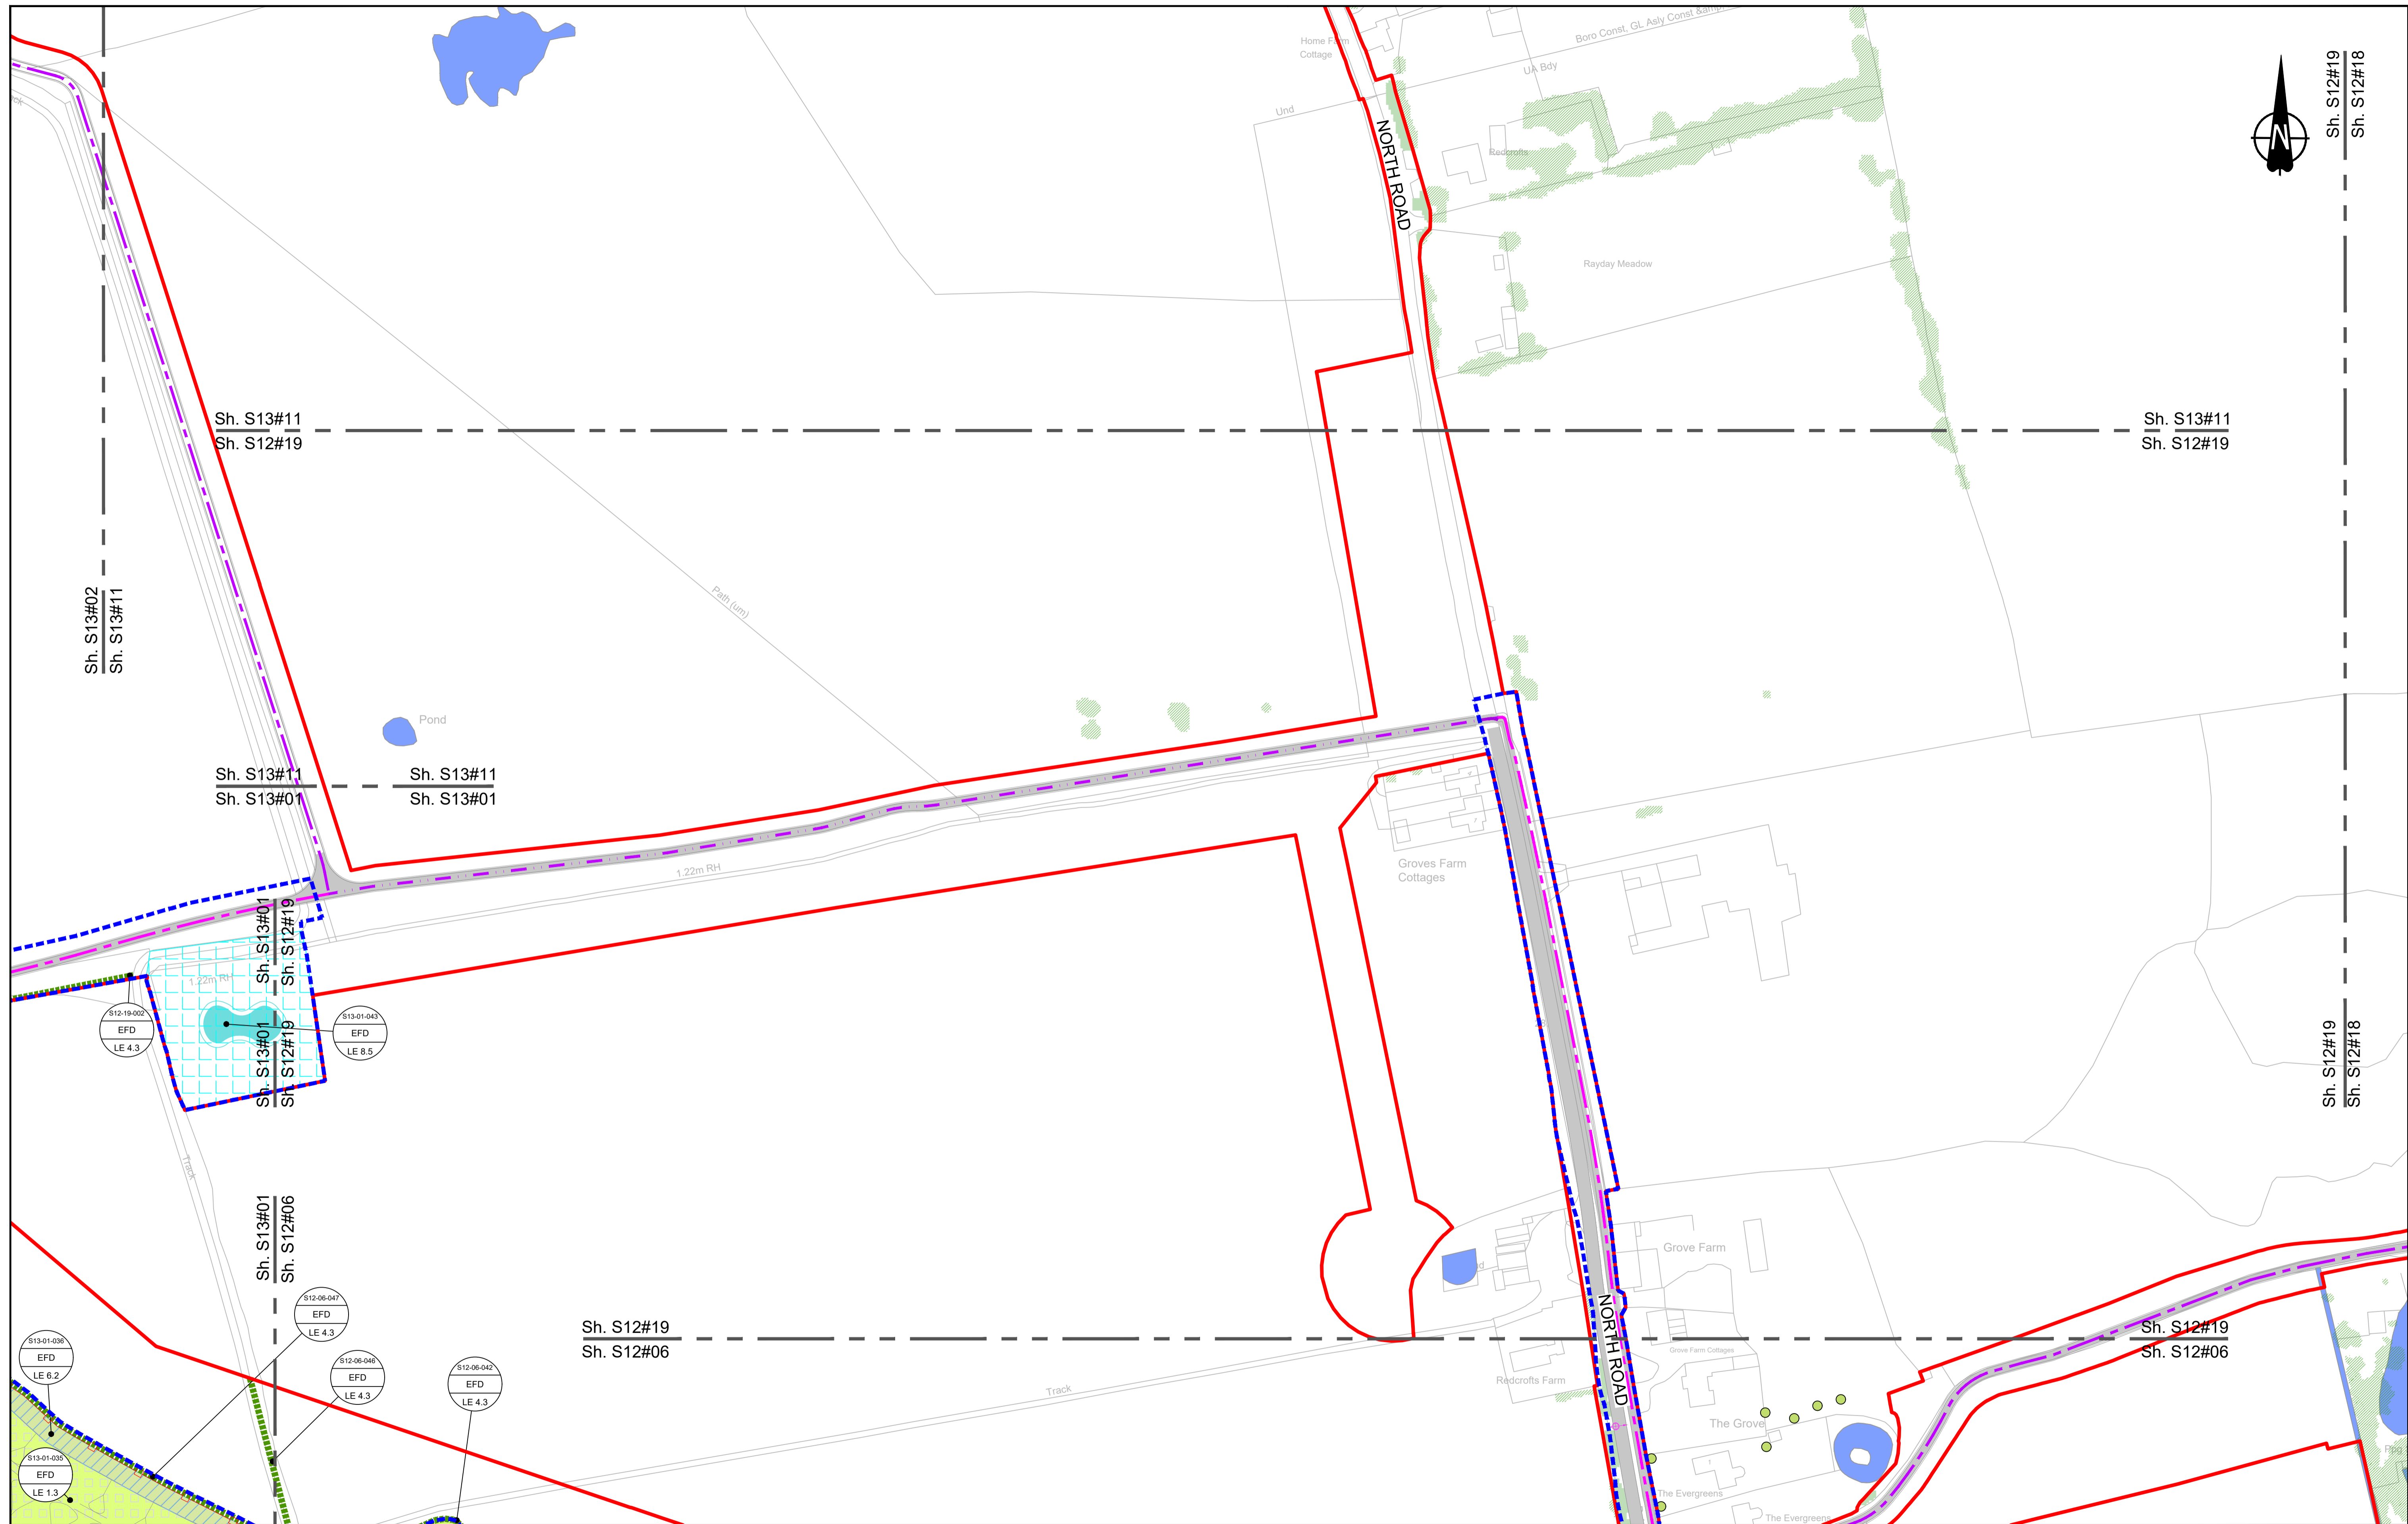 Home Farm
Cottage
Boro Const, GL Asly Const &amp;
UA Bdy
Und
NORTH ROAD
Redcrofts
Rayday Meadow
N
Sh. S12#19
Sh. S12#18
Sh. S13#11
Sh. S12#19
Sh. S13#11
Sh. S12#19
Sh. S13#02
Sh. S13#11
Path (um)
Pond
Sh. S13#11
Sh. S13#01
Sh. S13#11
Sh. S13#01
1.22m RH
Groves Farm
Cottages
Sh. S13#01
Sh. S12#19
1.22m RH
S12-19-002
EFD
LE 4.3
S13-01-043
EFD
LE 8.5
Sh. S13#01
Sh. S12#19
Sh. S12#19
Sh. S12#18
Track
Sh. S13#01
Sh. S12#06
Grove Farm
NORTH ROAD
S12-06-047
EFD
LE 4.3
Sh. S12#19
Sh. S12#06
Sh. S12#19
Sh. S12#06
Grove Farm Cottages
S13-01-036
EFD
LE 6.2
S12-06-046
EFD
LE 4.3
S12-06-042
EFD
LE 4.3
Track
Redcrofts Farm
The Grove
S13-01-035
EFD
LE 1.3
The Evergreens
The Evergreens